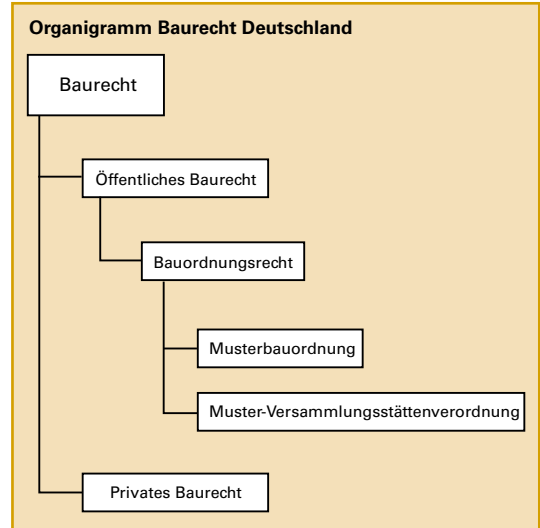 Organigramm Baurecht Deutschland
Baurecht
Öffentliches Baurecht
Bauordnungsrecht
Musterbauordnung
Muster-Versammlungsstättenverordnung
Privates Baurecht